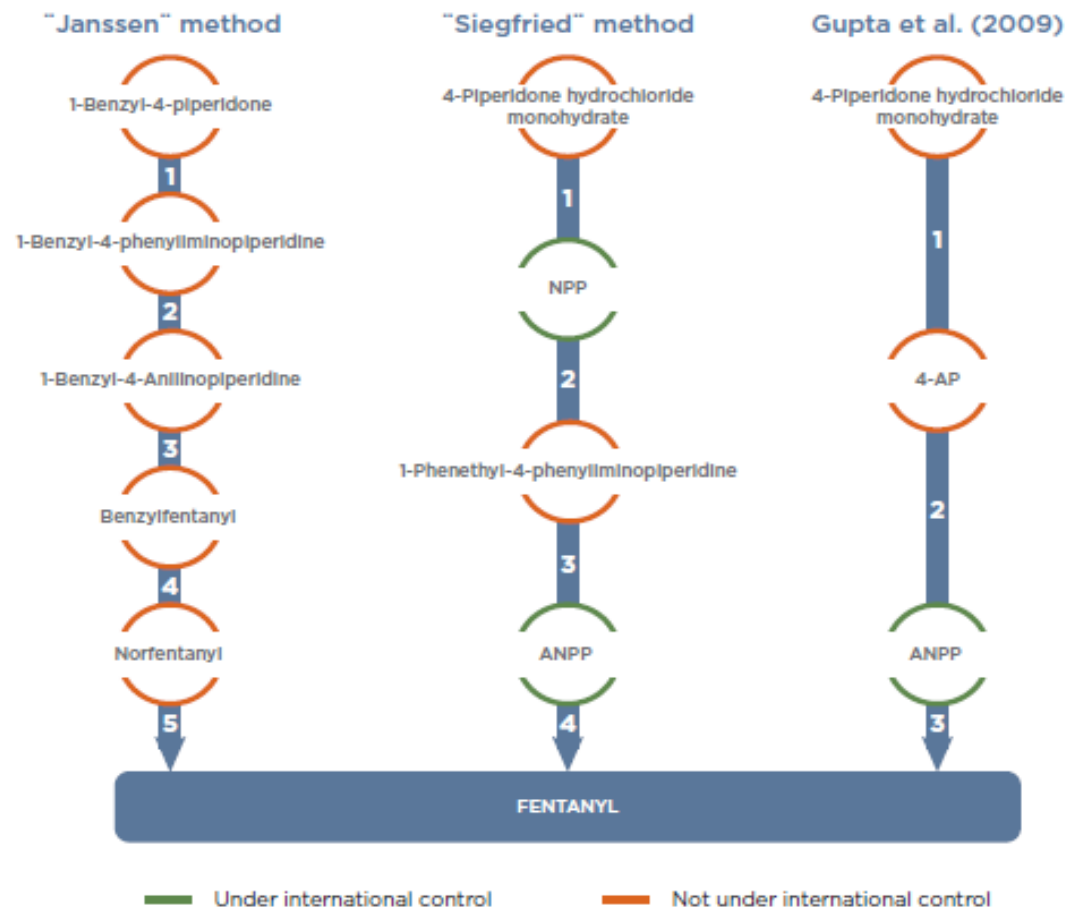 ¨Janssen¨ method
¨Siegfried¨ method
Gupta et al. (2009)
1-Benzyl-4-piperidone
1
1-Benzyl-4-phenyliminopiperidine
2
1-Benzyl-4-Anilinopiperidine
3
Benzylfentanyl
4
Norfentanyl
5
4-Piperidone hydrochloride
monohydrate
1
NPP
2
1-Phenethyl-4-phenyliminopiperidine
3
ANPP
4
4-Piperidone hydrochloride
monohydrate
1
4-AP
2
ANPP
3
FENTANYL
Under international control
Not under international control